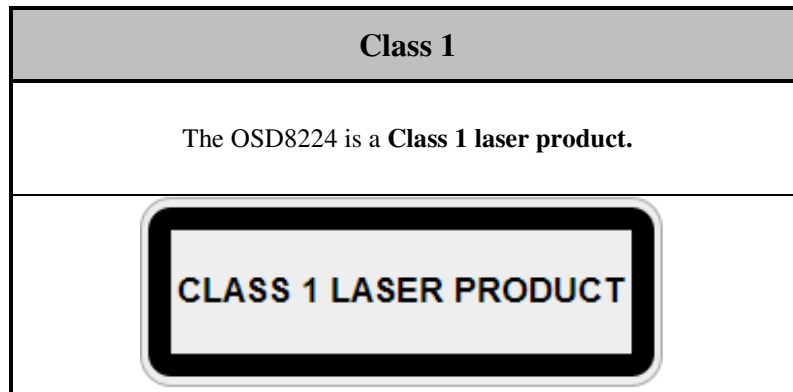 Class 1
The OSD8224 is a Class 1 laser product.
CLASS 1 LASER PRODUCT